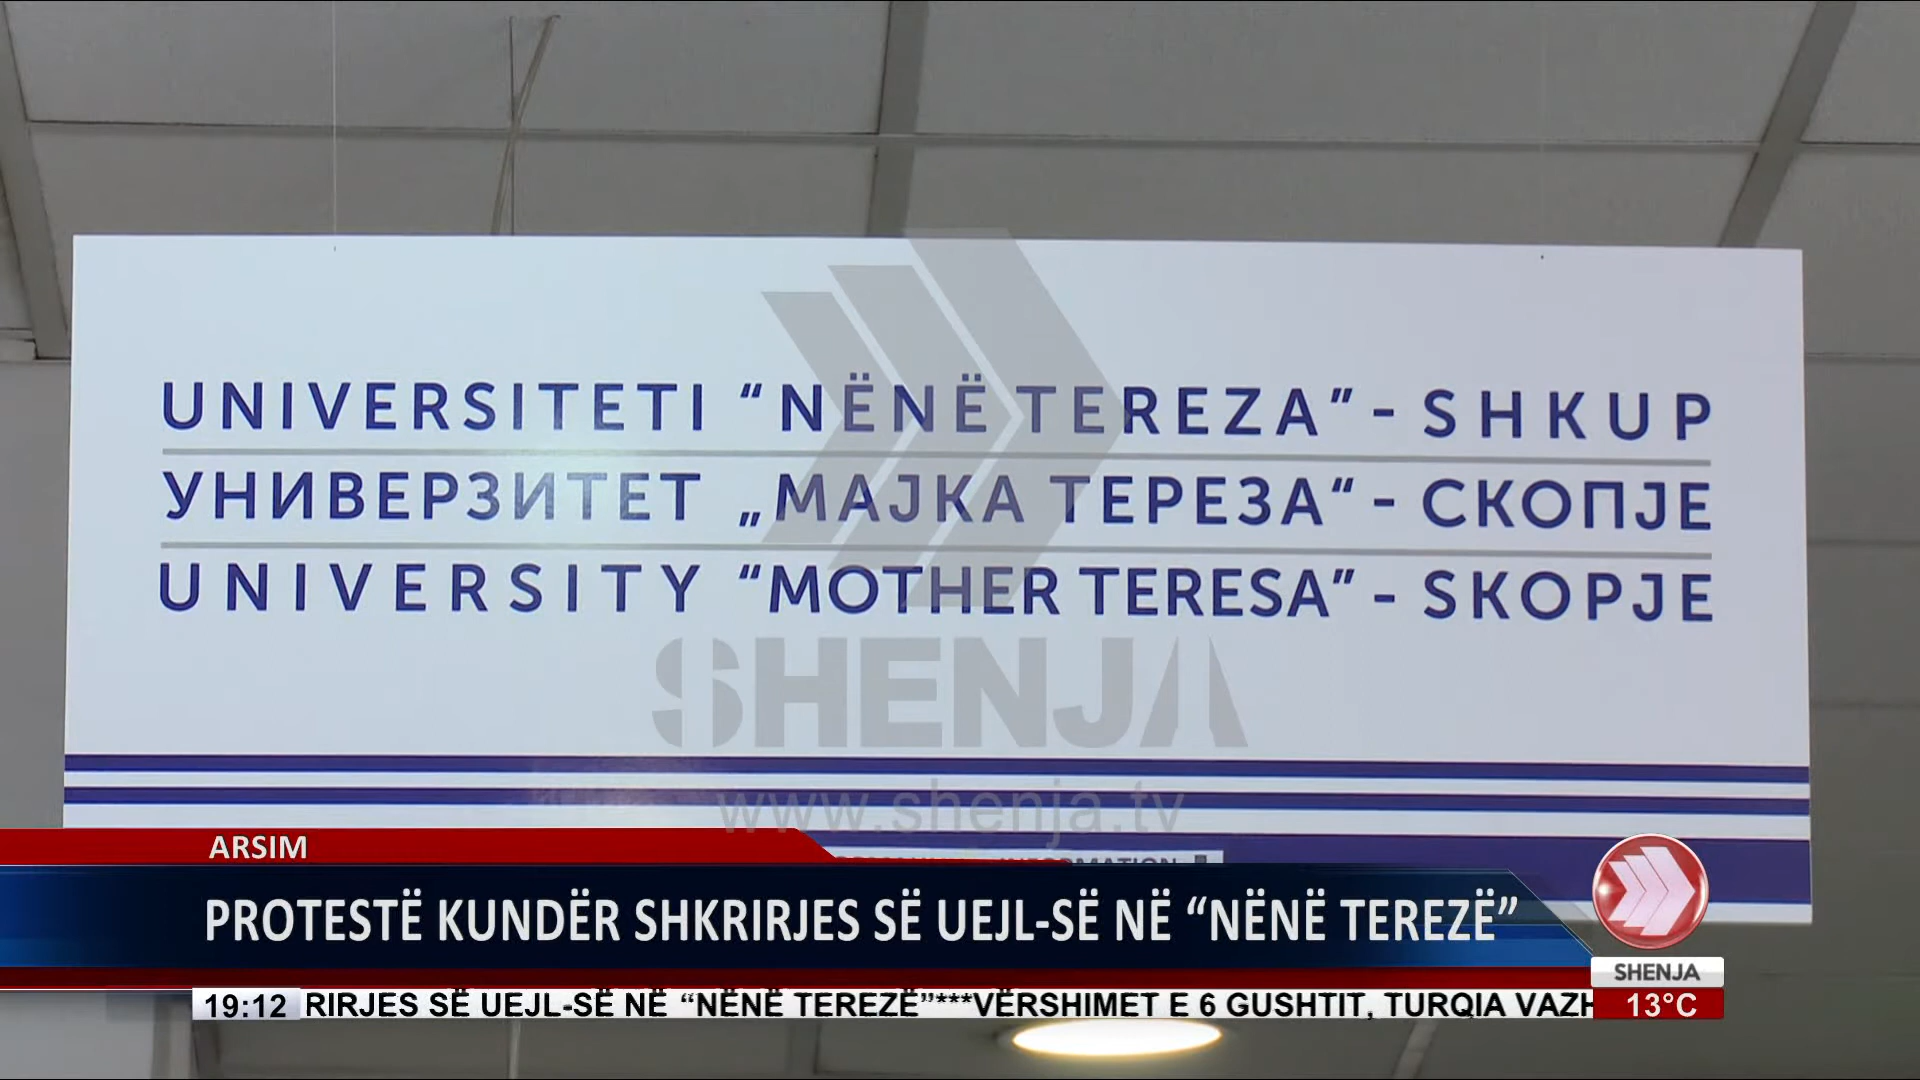 UNIVERSITETI “NËNË TEREZA” - SHKUP
УНИВЕРЗИТЕТ „МАЈКА ТЕРЕЗА“ - СКОПЈЕ
UNIVERSITY “MOTHER TERESA” - SKOPJE
SHENJA
www.shenja.tv
ARSIM
PROTESTË KUNDËR SHKRIRJES SË UEJL-SË NË “NËNË TEREZË”
SHENJA
19:12 RIRJES SË UEJL-SË NË “NËNË TEREZË”***VËRSHIMET E 6 GUSHTIT, TURQIA VAZH 13°C